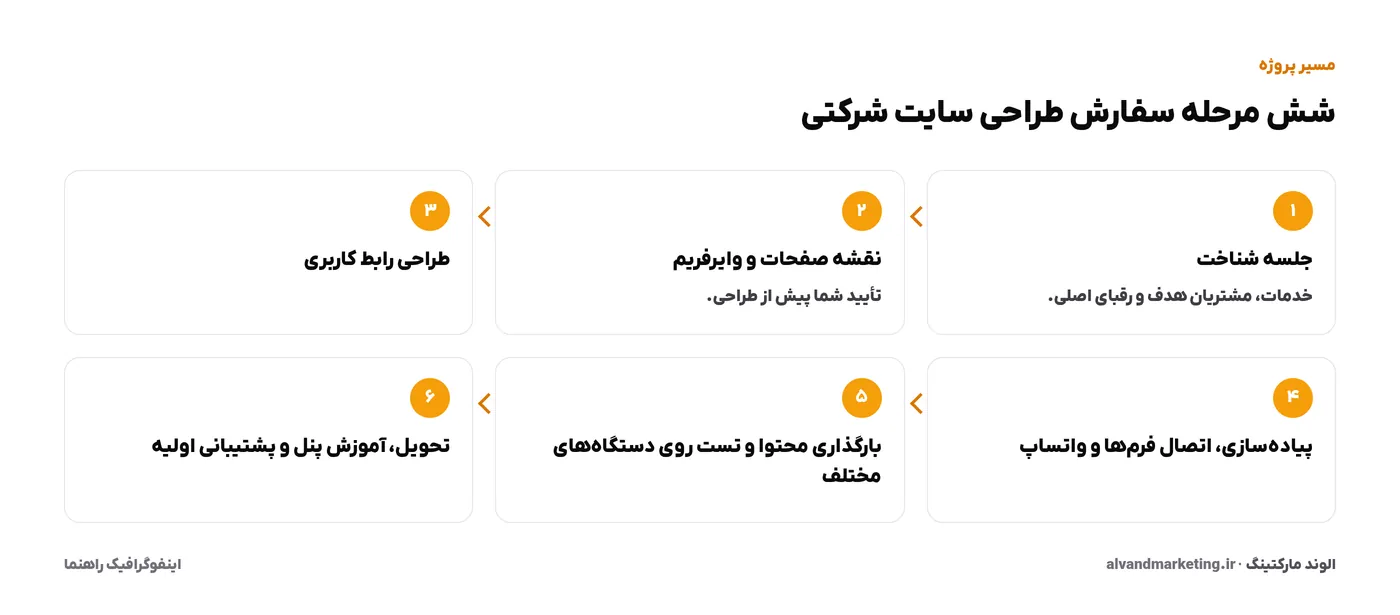 مسیر پروژه
شش مرحله سفارش طراحی سایت شرکتی
۱
جلسه شناخت
خدمات، مشتریان هدف و رقبای اصلی.
۲
نقشه صفحات و وایرفریم
تأیید شما پیش از طراحی.
۳
طراحی رابط کاربری
۴
پیاده‌سازی، اتصال فرم‌ها و واتساپ
۵
بارگذاری محتوا و تست روی دستگاه‌های
مختلف
۶
تحویل، آموزش پنل و پشتیبانی اولیه
الوند مارکتینگ · alvandmarketing.ir
اینفوگرافیک راهنما